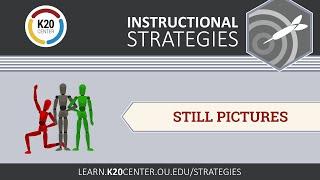 K20
CENTER
INSTRUCTIONAL
STRATEGIES
STILL PICTURES
LEARN.K20CENTER.OU.EDU/STRATEGIES